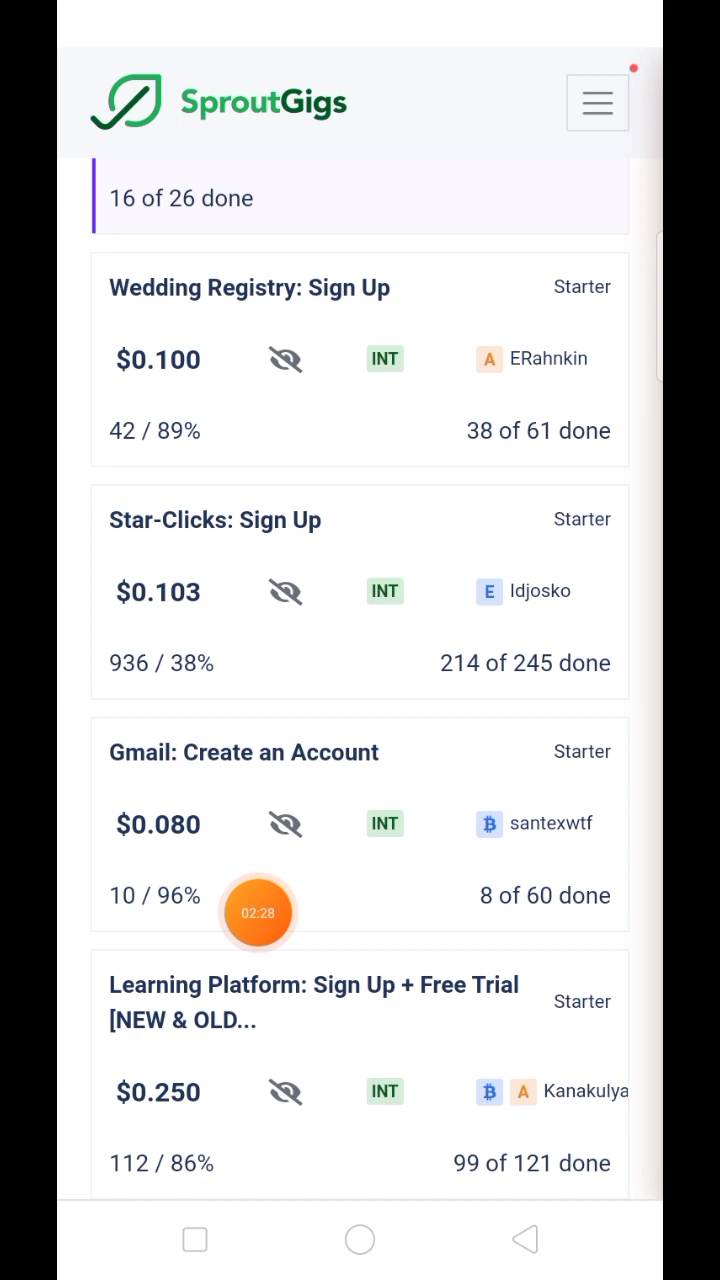 SproutGigs
16 of 26 done
Wedding Registry: Sign Up
Starter
$0.100
INT
A ERahnkin
42 / 89%
38 of 61 done
Star-Clicks: Sign Up
Starter
$0.103
INT
E Idjosko
936 / 38%
214 of 245 done
Gmail: Create an Account
Starter
$0.080
INT
₿ santexwtf
10 / 96%
02:28
8 of 60 done
Learning Platform: Sign Up + Free Trial
[NEW & OLD...
Starter
$0.250
INT
₿ A Kanakulya
112 / 86%
99 of 121 done